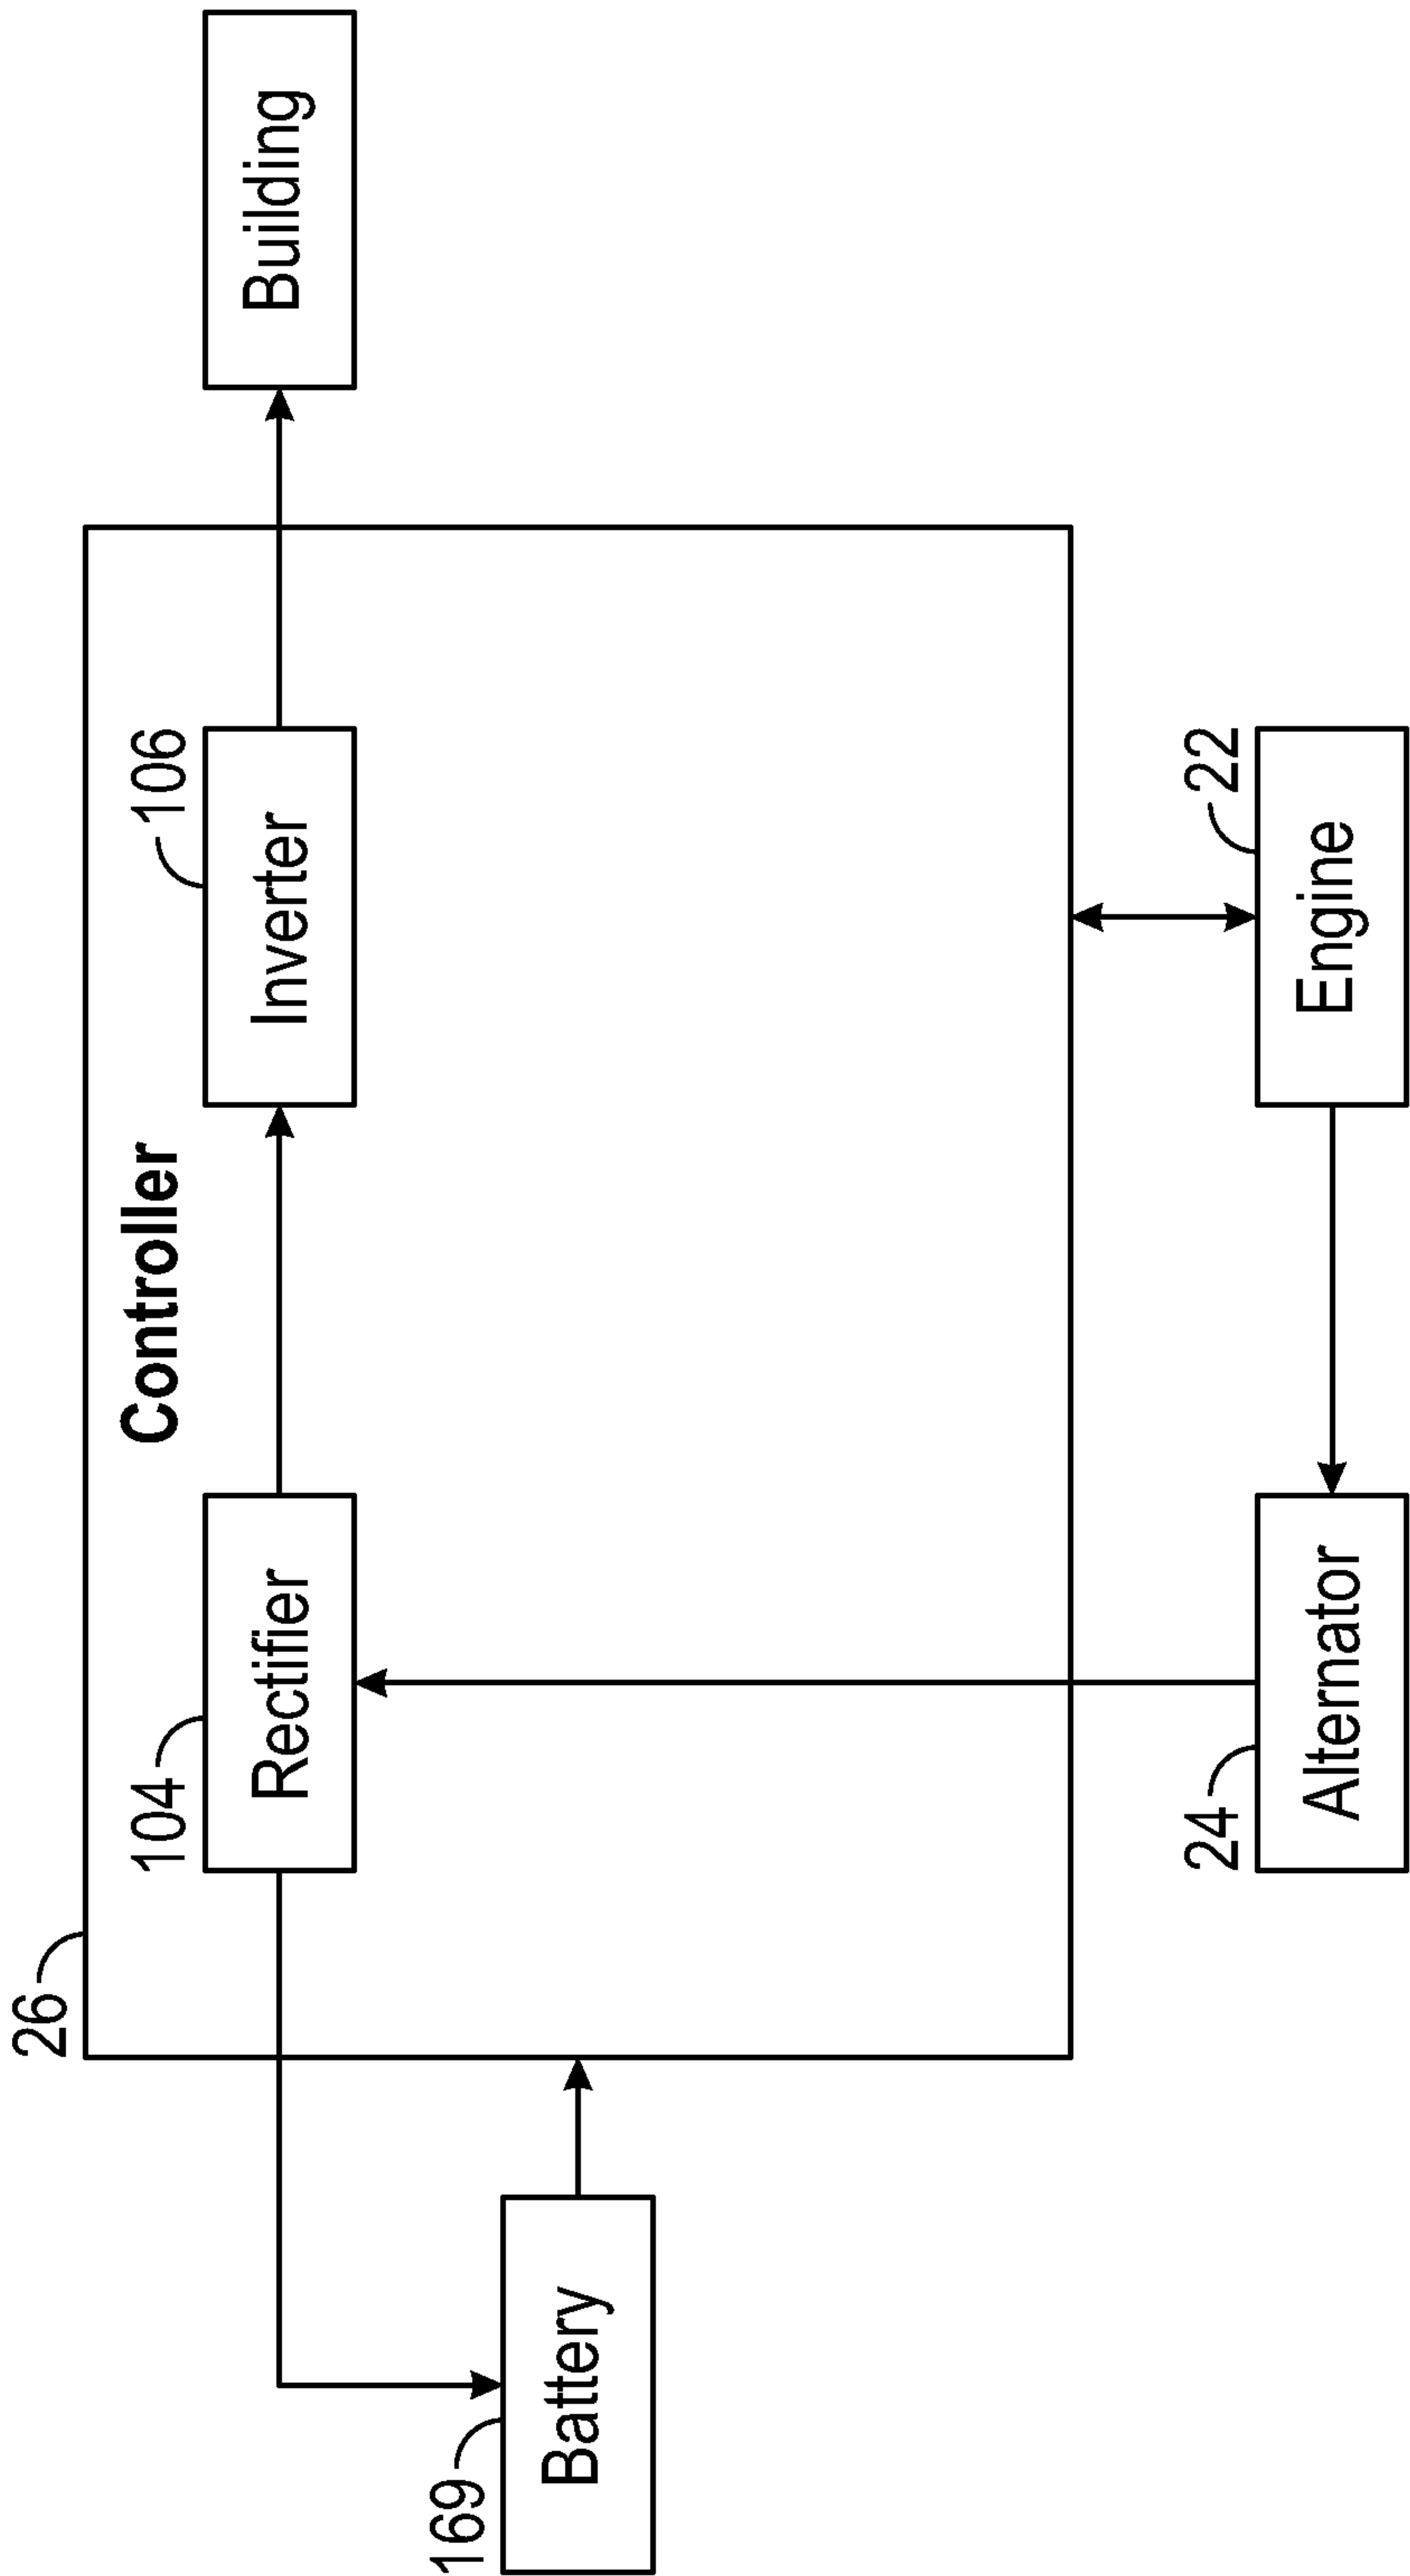 26
Controller
104
106
Rectifier
Inverter
Building
169
Battery
24
22
Alternator
Engine